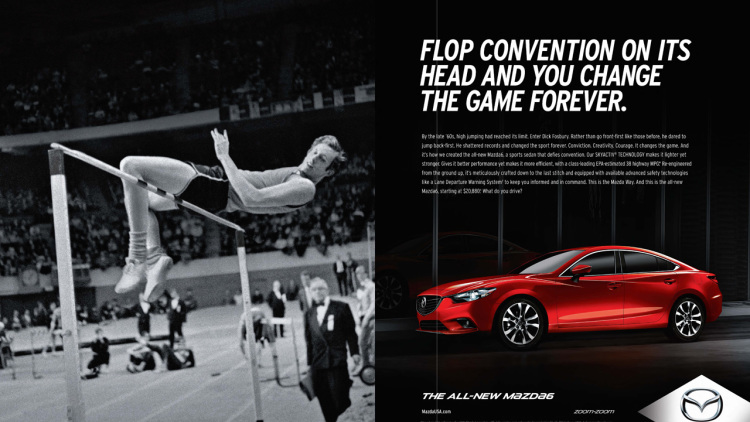 FLOP CONVENTION ON ITS
HEAD AND YOU CHANGE
THE GAME FOREVER.
By the late '60s, high jumping had reached its limit. Enter Dick Fosbury. Rather than go front-first like those before, he dared to
jump back-first. He shattered records and changed the sport forever. Conviction. Creativity. Courage. It changes the game. And
it's how we created the all-new Mazda6, a sports sedan that defies convention. Our SKYACTIV® TECHNOLOGY makes it lighter yet
stronger. Gives it better performance yet makes it more efficient, with a class-leading EPA-estimated 38 highway MPG.¹ Re-engineered
from the ground up, it's meticulously crafted down to the last stitch and equipped with available advanced safety technologies
like a Lane Departure Warning System² to keep you informed and in command. This is the Mazda Way. And this is the all-new
Mazda6, starting at $20,880.³ What do you drive?
THE ALL-NEW MAZDA6
MazdaUSA.com
zoom-zoom